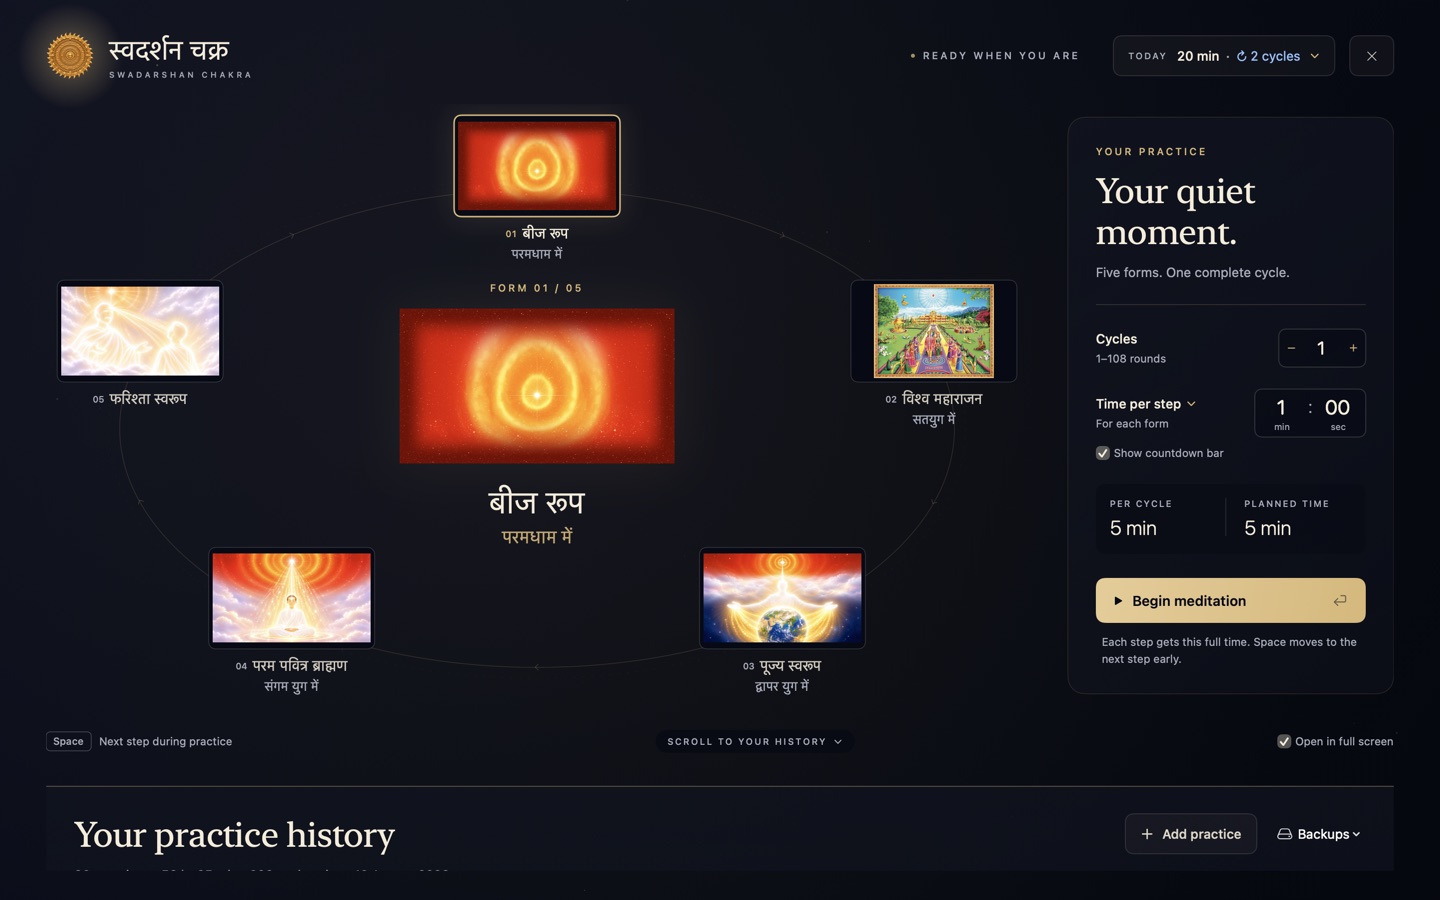 स्वदर्शन चक्र
SWADARSHAN CHAKRA
READY WHEN YOU ARE
TODAY 20 min · 2 cycles
01 बीज रूप
परमधाम में
FORM 01 / 05
05 फरिश्ता स्वरूप
02 विश्व महाराजन
सतयुग में
बीज रूप
परमधाम में
04 परम पवित्र ब्राह्मण
संगम युग में
03 पूज्य स्वरूप
द्वापर युग में
YOUR PRACTICE
Your quiet
moment.
Five forms. One complete cycle.
Cycles
1–108 rounds
− 1 +
Time per step
For each form
1 : 00
min sec
Show countdown bar
PER CYCLE
5 min
PLANNED TIME
5 min
Begin meditation
Each step gets this full time. Space moves to the
next step early.
Space Next step during practice
SCROLL TO YOUR HISTORY
Open in full screen
Your practice history
+ Add practice
Backups